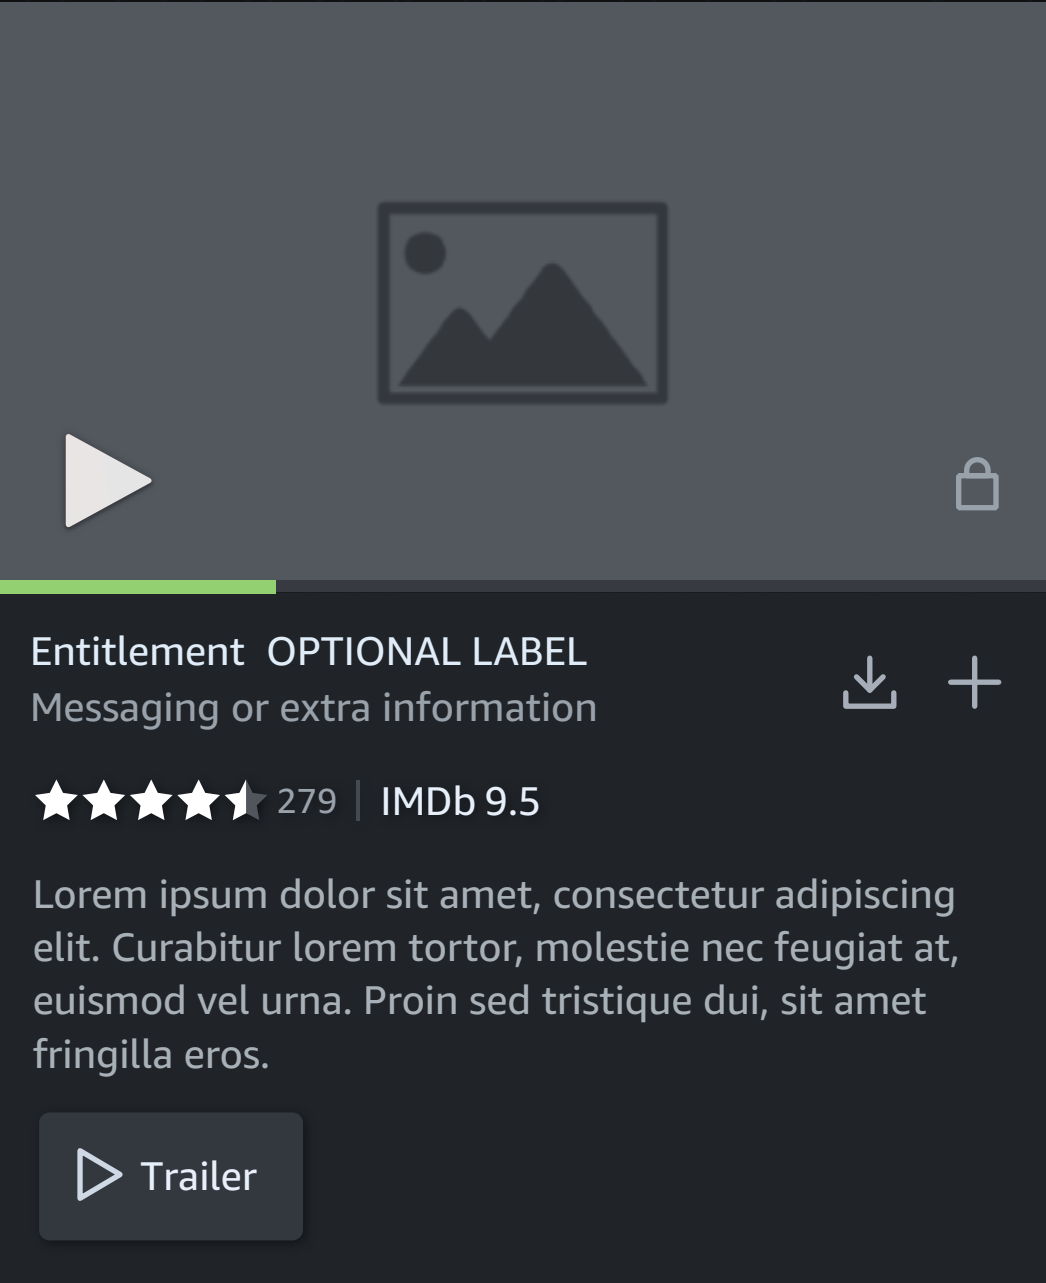 Entitlement OPTIONAL LABEL
Messaging or extra information
279 | IMDb 9.5
Lorem ipsum dolor sit amet, consectetur adipiscing
elit. Curabitur lorem tortor, molestie nec feugiat at,
euismod vel urna. Proin sed tristique dui, sit amet
fringilla eros.
Trailer